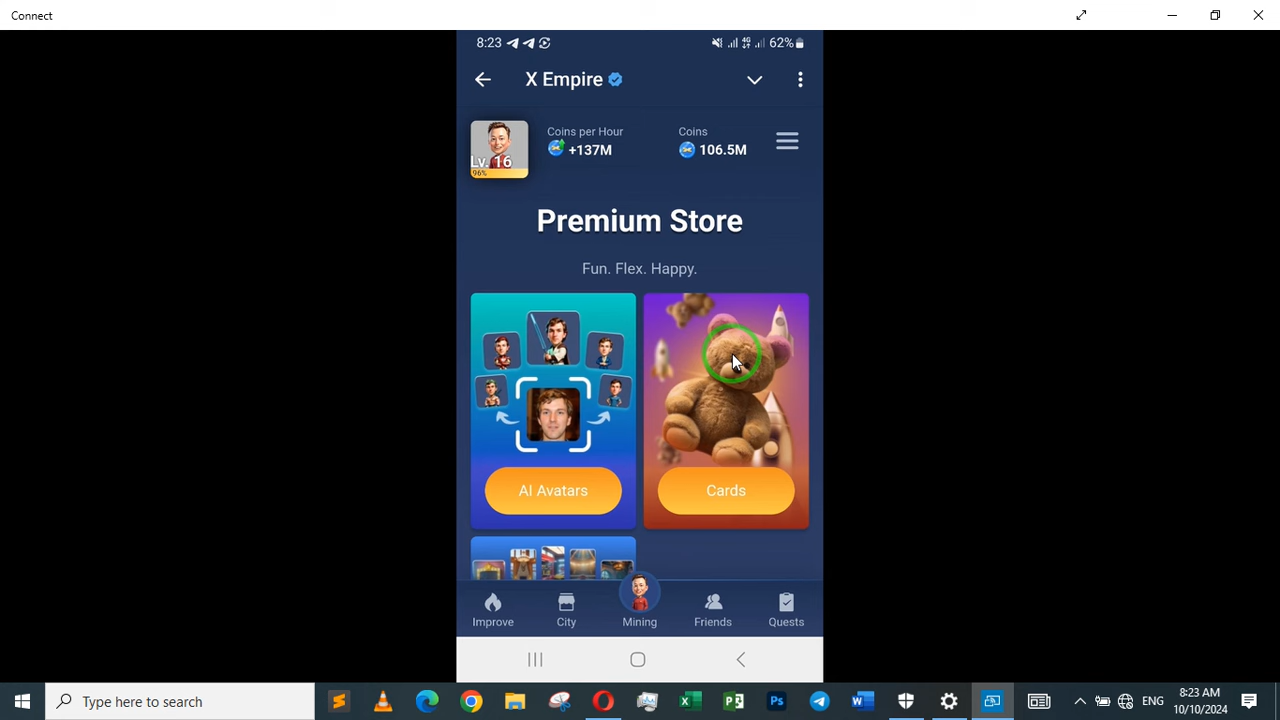 Connect
8:23
62%
X Empire
Coins per Hour
+137M
Coins
106.5M
Lv. 16
96%
Premium Store
Fun. Flex. Happy.
AI Avatars
Cards
Improve
City
Mining
Friends
Quests
Type here to search
ENG
8:23 AM
10/10/2024